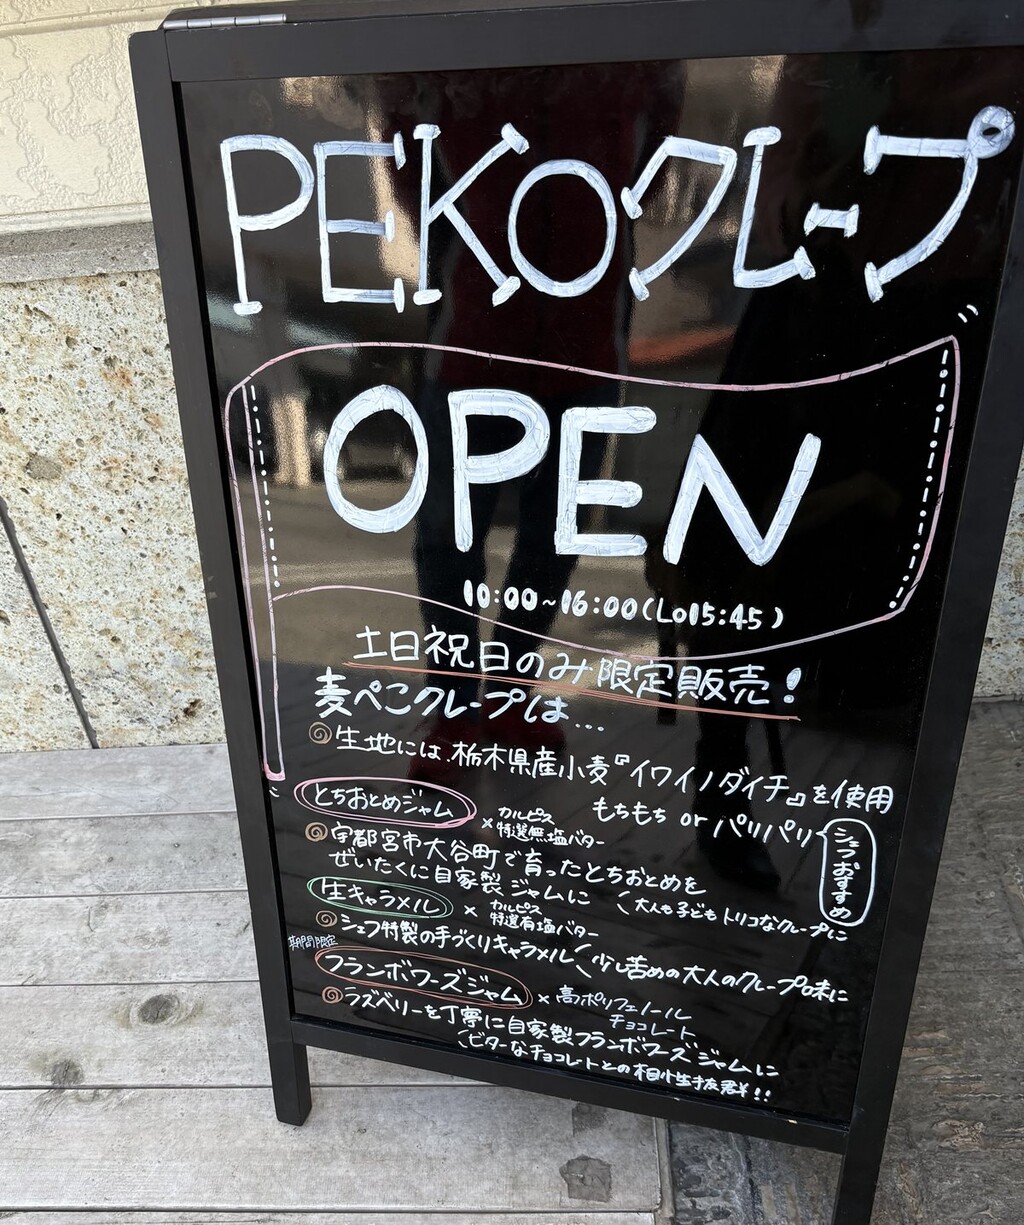 PEKOクレープ
OPEN
10:00~16:00(Lo15:45)
土日祝日のみ限定販売!
麦ぺこクレープは...
生地には、栃木県産小麦『イワイノダイチ』を使用
もちもち or パリパリ
シェフおすすめ
とちおとめジャム × カルピス
特選無塩バター
宇都宮市大谷町で育ったとちおとめを
ぜいたくに自家製ジャムに
大人も子どもトリコなクレープに
生キャラメル × カルピス
特選有塩バター
シェフ特製の手づくりキャラメル
少し苦めの大人のクレープ味に
期間限定
フランボワーズジャム × 高ポリフェノール
チョコレート
ラズベリーを丁寧に自家製フランボワーズジャムに
ビターなチョコレートとの相性抜群!!